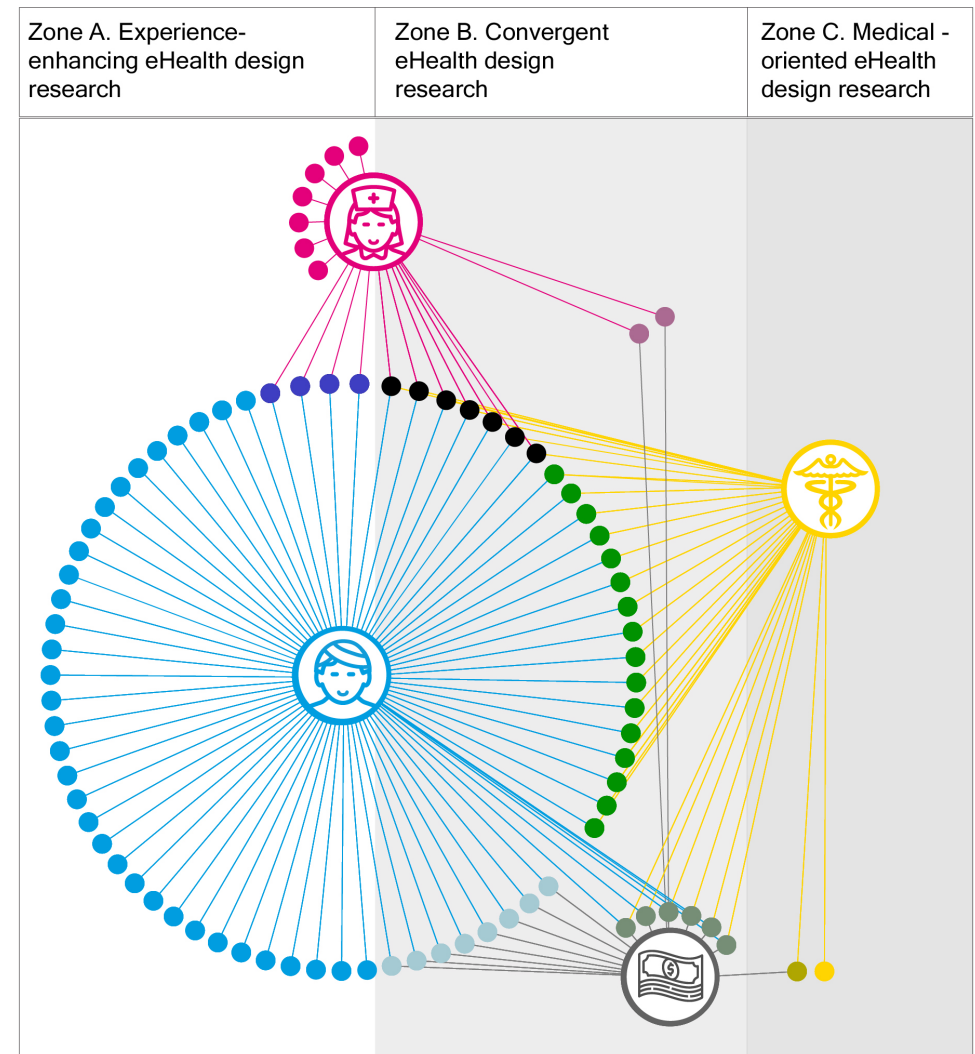 Zone A. Experience-
enhancing eHealth design
research
Zone B. Convergent
eHealth design
research
Zone C. Medical -
oriented eHealth
design research
$